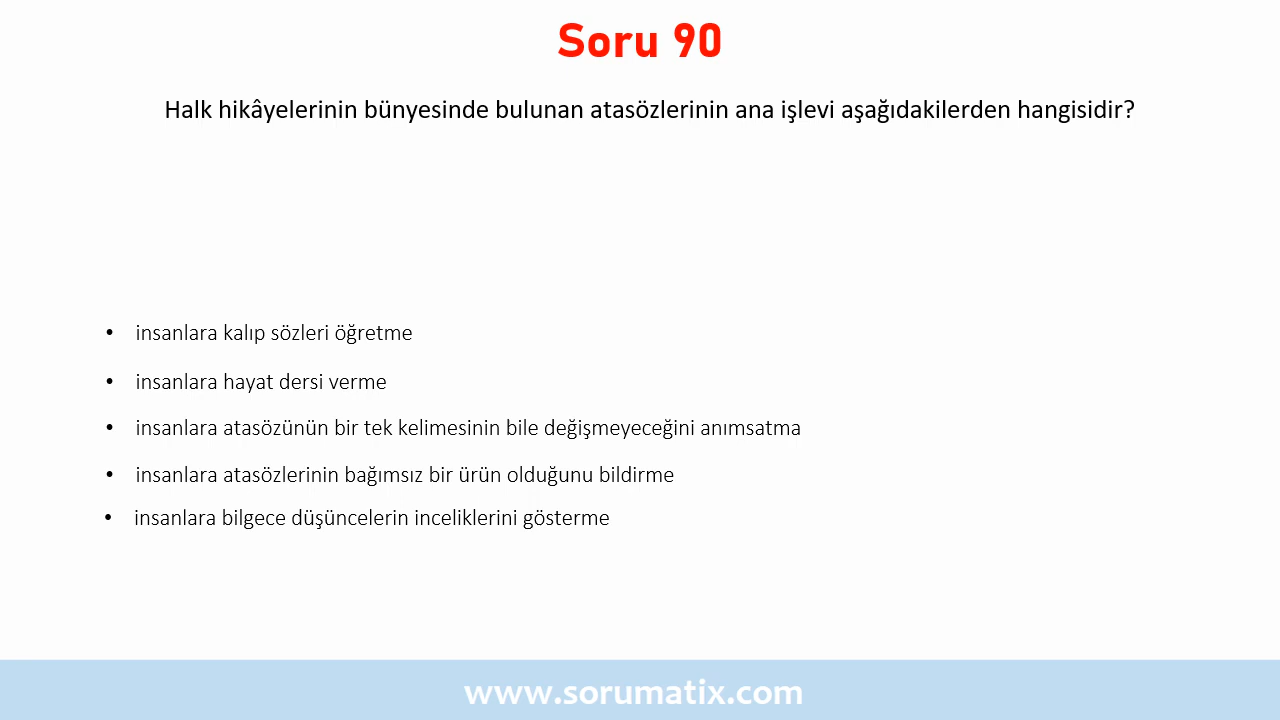 Soru 90
Halk hikâyelerinin bünyesinde bulunan atasözlerinin ana işlevi aşağıdakilerden hangisidir?
• insanlara kalıp sözleri öğretme
• insanlara hayat dersi verme
• insanlara atasözünün bir tek kelimesinin bile değişmeyeceğini anımsatma
• insanlara atasözlerinin bağımsız bir ürün olduğunu bildirme
• insanlara bilgece düşüncelerin inceliklerini gösterme
www.sorumatix.com